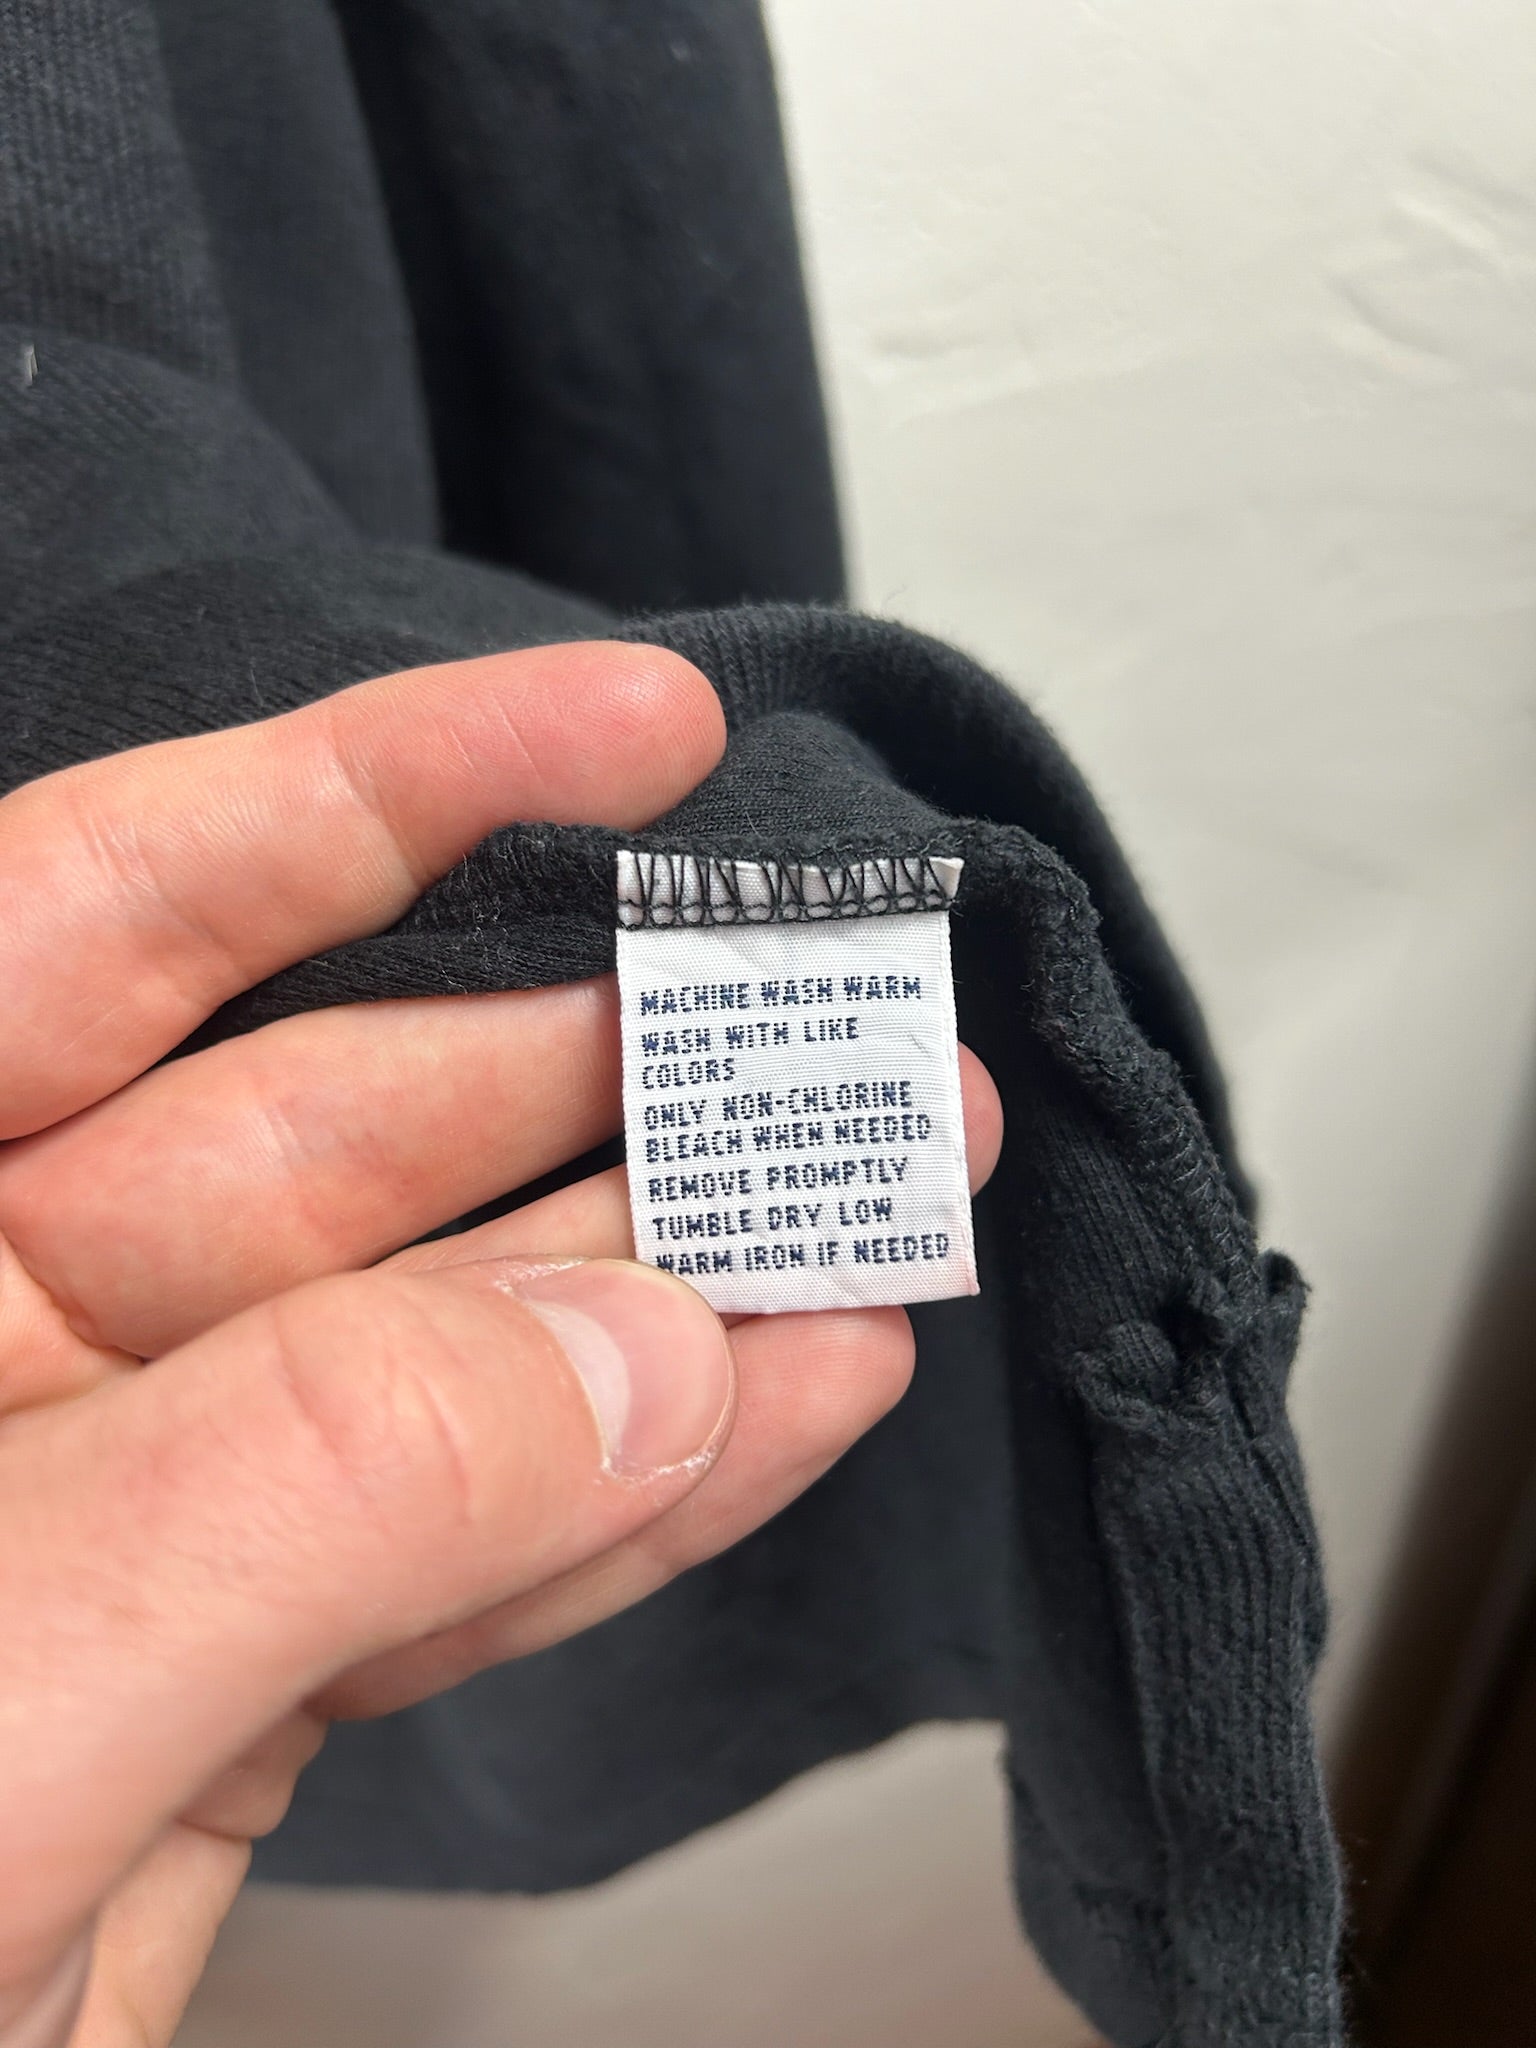 MACHINE WASH WARM
WASH WITH LIKE
COLORS
ONLY NON-CHLORINE
BLEACH WHEN NEEDED
REMOVE PROMPTLY
TUMBLE DRY LOW
WARM IRON IF NEEDED